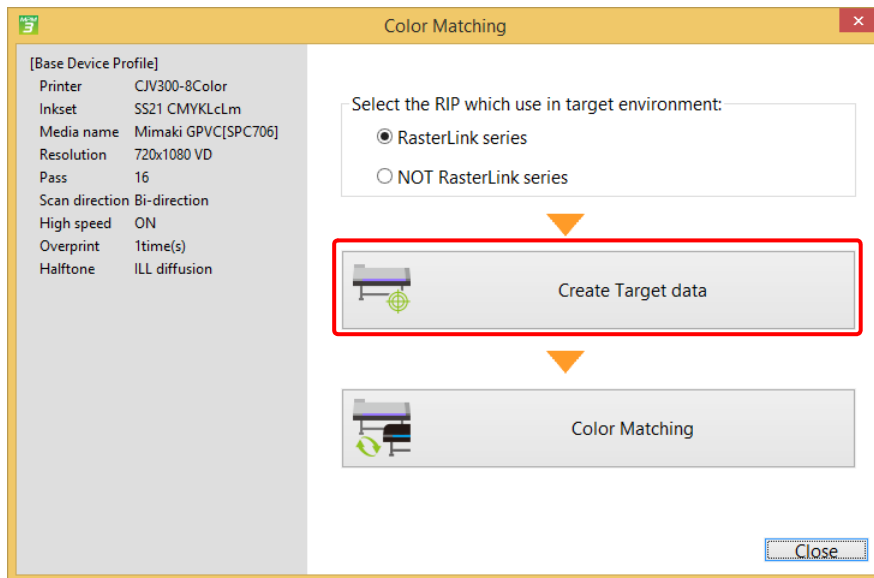 MPM
3
Color Matching
[Base Device Profile]
Printer CJV300-8Color
Inkset SS21 CMYKLcLm
Media name Mimaki GPVC[SPC706]
Resolution 720x1080 VD
Pass 16
Scan direction Bi-direction
High speed ON
Overprint 1time(s)
Halftone ILL diffusion
Select the RIP which use in target environment:
RasterLink series
NOT RasterLink series
Create Target data
Color Matching
Close